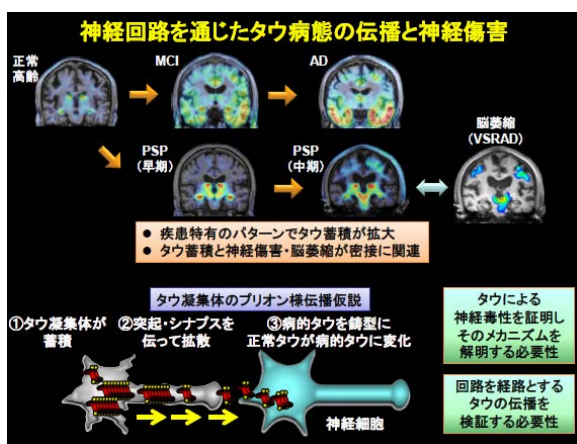 神経回路を通じたタウ病態の伝播と神経傷害
正常
高齢
MCI
AD
PSP
(早期)
PSP
(中期)
脳萎縮
(VSRAD)
● 疾患特有のパターンでタウ蓄積が拡大
● タウ蓄積と神経傷害・脳萎縮が密接に関連
タウ凝集体のプリオン様伝播仮説
①タウ凝集体が
蓄積
②突起・シナプスを
伝って拡散
③病的タウを鋳型に
正常タウが病的タウに変化
神経細胞
タウによる
神経毒性を証明し
そのメカニズムを
解明する必要性
回路を経路とする
タウの伝播を
検証する必要性